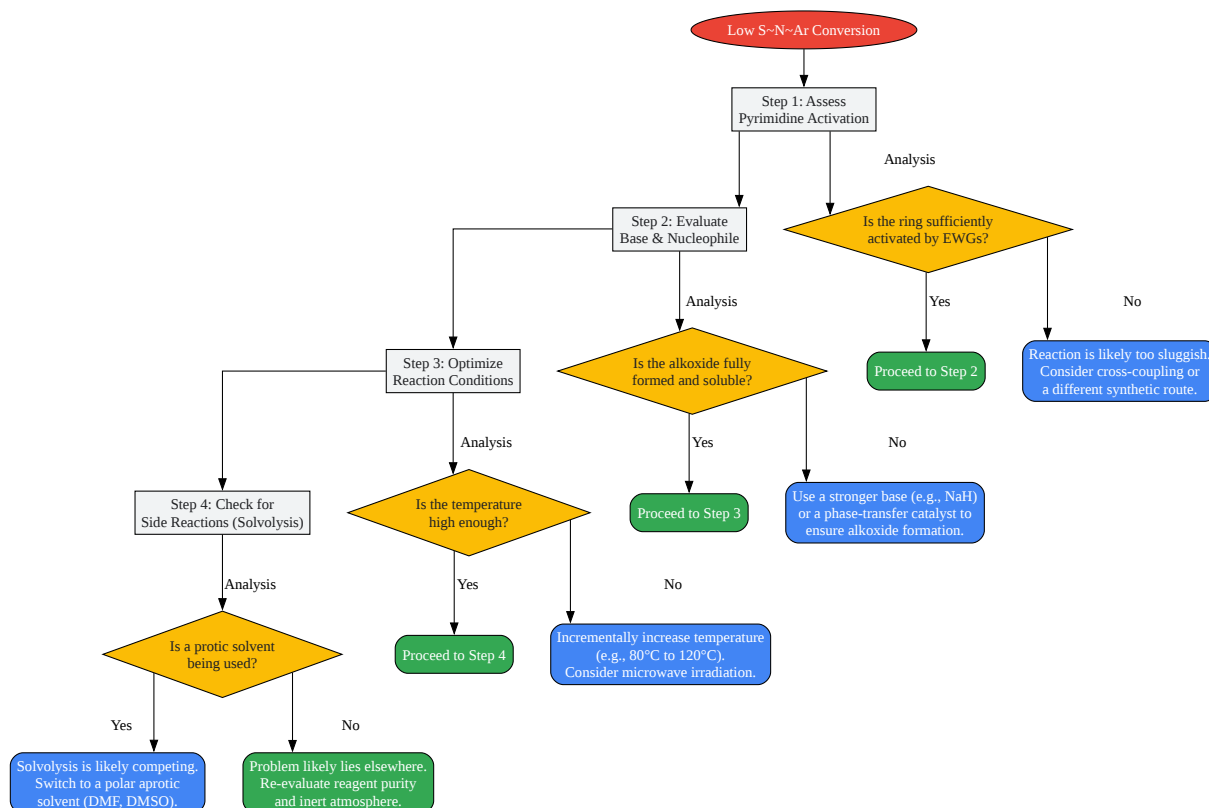 Low S~N~Ar Conversion
Step 1: Assess
Pyrimidine Activation
Analysis
Is the ring sufficiently
activated by EWGs?
Yes
No
Proceed to Step 2
Reaction is likely too sluggish.
Consider cross-coupling or
a different synthetic route.
Step 2: Evaluate
Base & Nucleophile
Analysis
Is the alkoxide fully
formed and soluble?
Yes
No
Proceed to Step 3
Use a stronger base (e.g., NaH)
or a phase-transfer catalyst to
ensure alkoxide formation.
Step 3: Optimize
Reaction Conditions
Analysis
Is the temperature
high enough?
Yes
No
Proceed to Step 4
Incrementally increase temperature
(e.g., 80°C to 120°C).
Consider microwave irradiation.
Step 4: Check for
Side Reactions (Solvolysis)
Analysis
Is a protic solvent
being used?
Yes
No
Solvolysis is likely competing.
Switch to a polar aprotic
solvent (DMF, DMSO).
Problem likely lies elsewhere.
Re-evaluate reagent purity
and inert atmosphere.